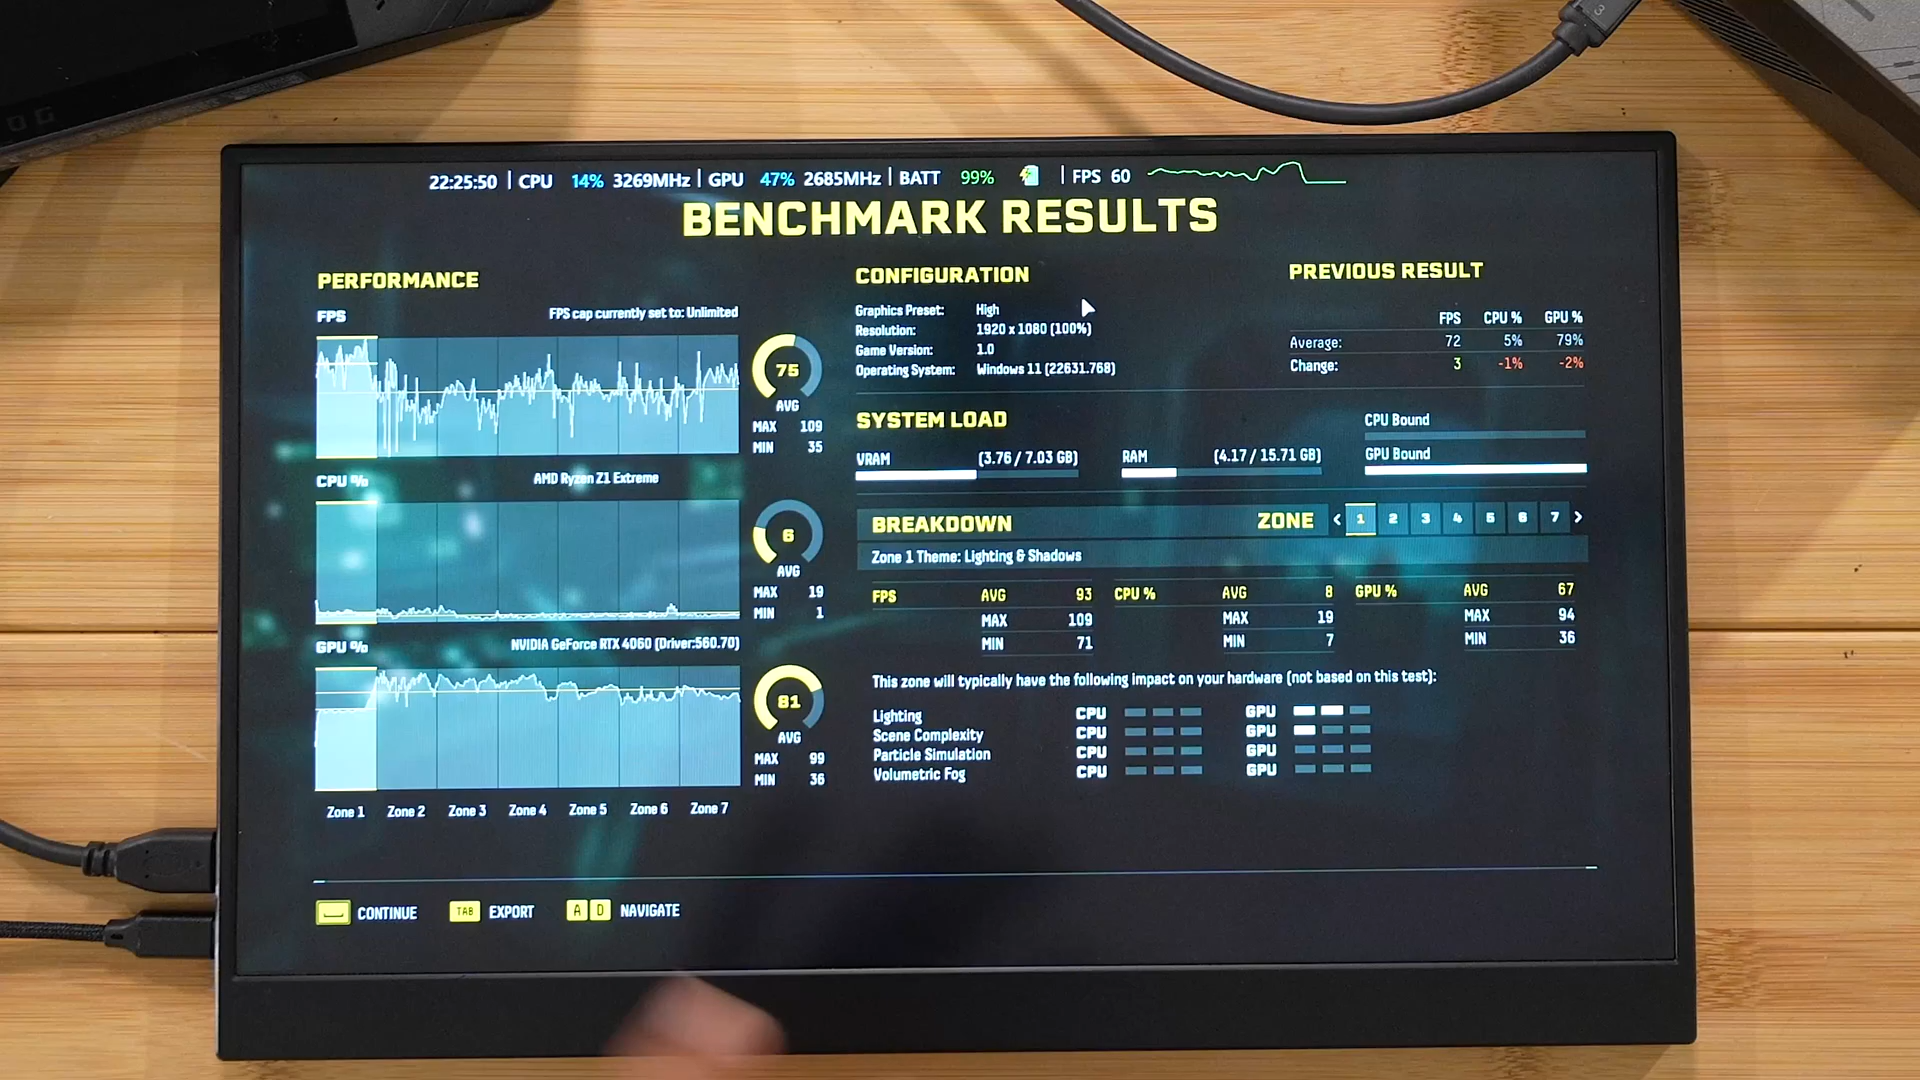 3
OG
22:25:50 | CPU 14% 3269MHz | GPU 47% 2685MHz | BATT 99% | FPS 60
BENCHMARK RESULTS
PERFORMANCE
FPS FPS cap currently set to: Unlimited
75
AVG
MAX 109
MIN 35
CPU % AMD Ryzen Z1 Extreme
6
AVG
MAX 19
MIN 1
GPU % NVIDIA GeForce RTX 4060 (Driver:560.70)
81
AVG
MAX 99
MIN 36
Zone 1 Zone 2 Zone 3 Zone 4 Zone 5 Zone 6 Zone 7
CONFIGURATION
Graphics Preset: High
Resolution: 1920 x 1080 (100%)
Game Version: 1.0
Operating System: Windows 11 (22631.768)
PREVIOUS RESULT
FPS CPU % GPU %
Average: 72 5% 79%
Change: 3 -1% -2%
SYSTEM LOAD
VRAM (3.76 / 7.03 GB)
RAM (4.17 / 15.71 GB)
CPU Bound
GPU Bound
BREAKDOWN ZONE < 1 2 3 4 5 6 7 >
Zone 1 Theme: Lighting & Shadows
FPS AVG 93 CPU % AVG 8 GPU % AVG 67
MAX 109 MAX 19 MAX 94
MIN 71 MIN 7 MIN 36
This zone will typically have the following impact on your hardware (not based on this test):
Lighting CPU GPU
Scene Complexity CPU GPU
Particle Simulation CPU GPU
Volumetric Fog CPU GPU
CONTINUE TAB EXPORT A D NAVIGATE